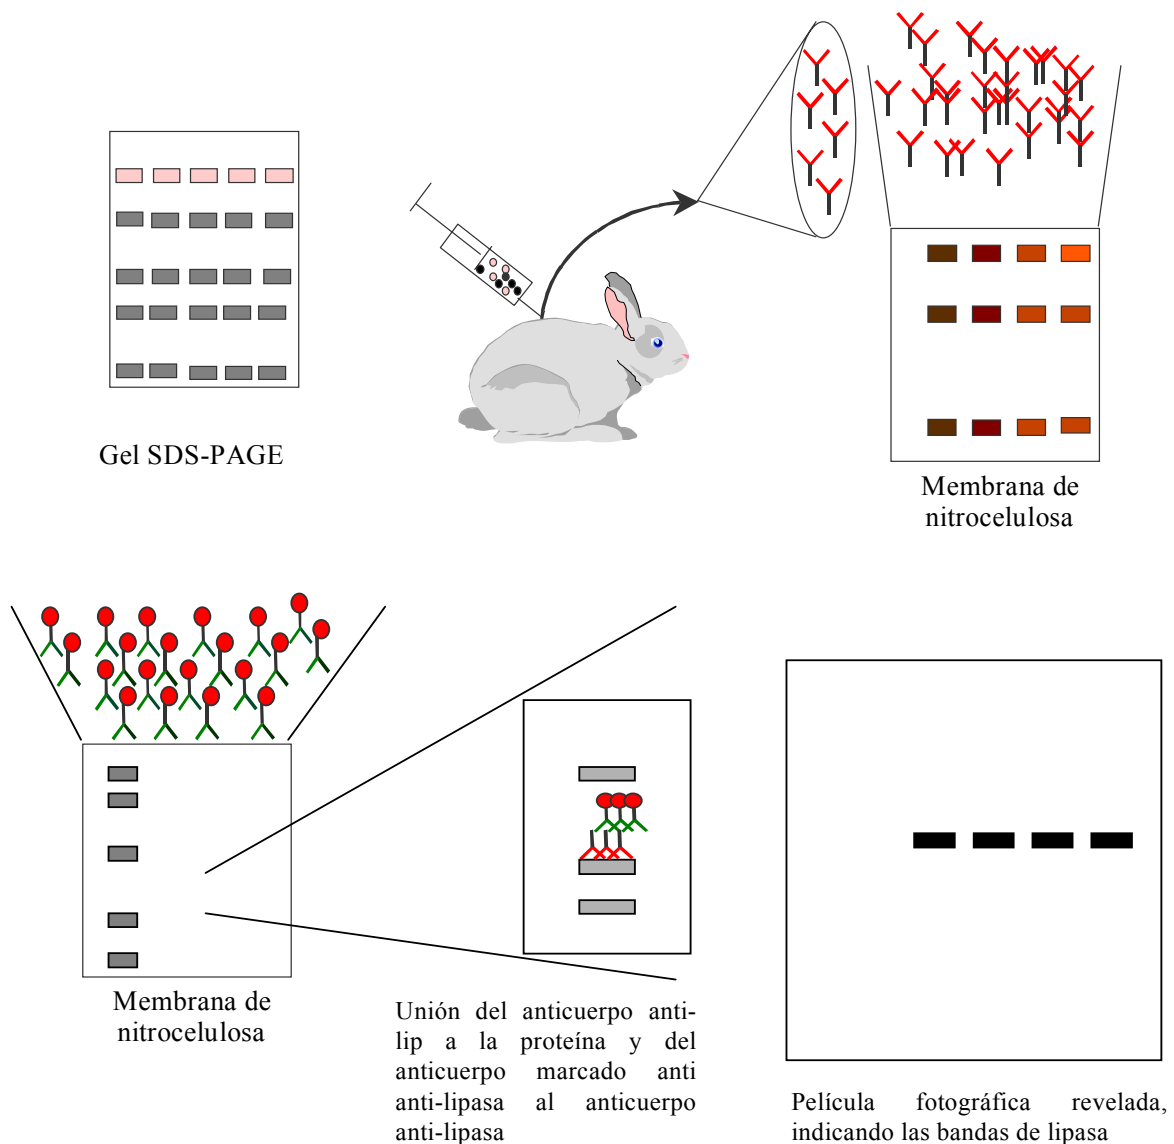 Gel SDS-PAGE
Membrana de
nitrocelulosa
Membrana de
nitrocelulosa
Unión del anticuerpo anti-
lip a la proteína y del
anticuerpo marcado anti
anti-lipasa al anticuerpo
anti-lipasa
Película fotográfica revelada,
indicando las bandas de lipasa